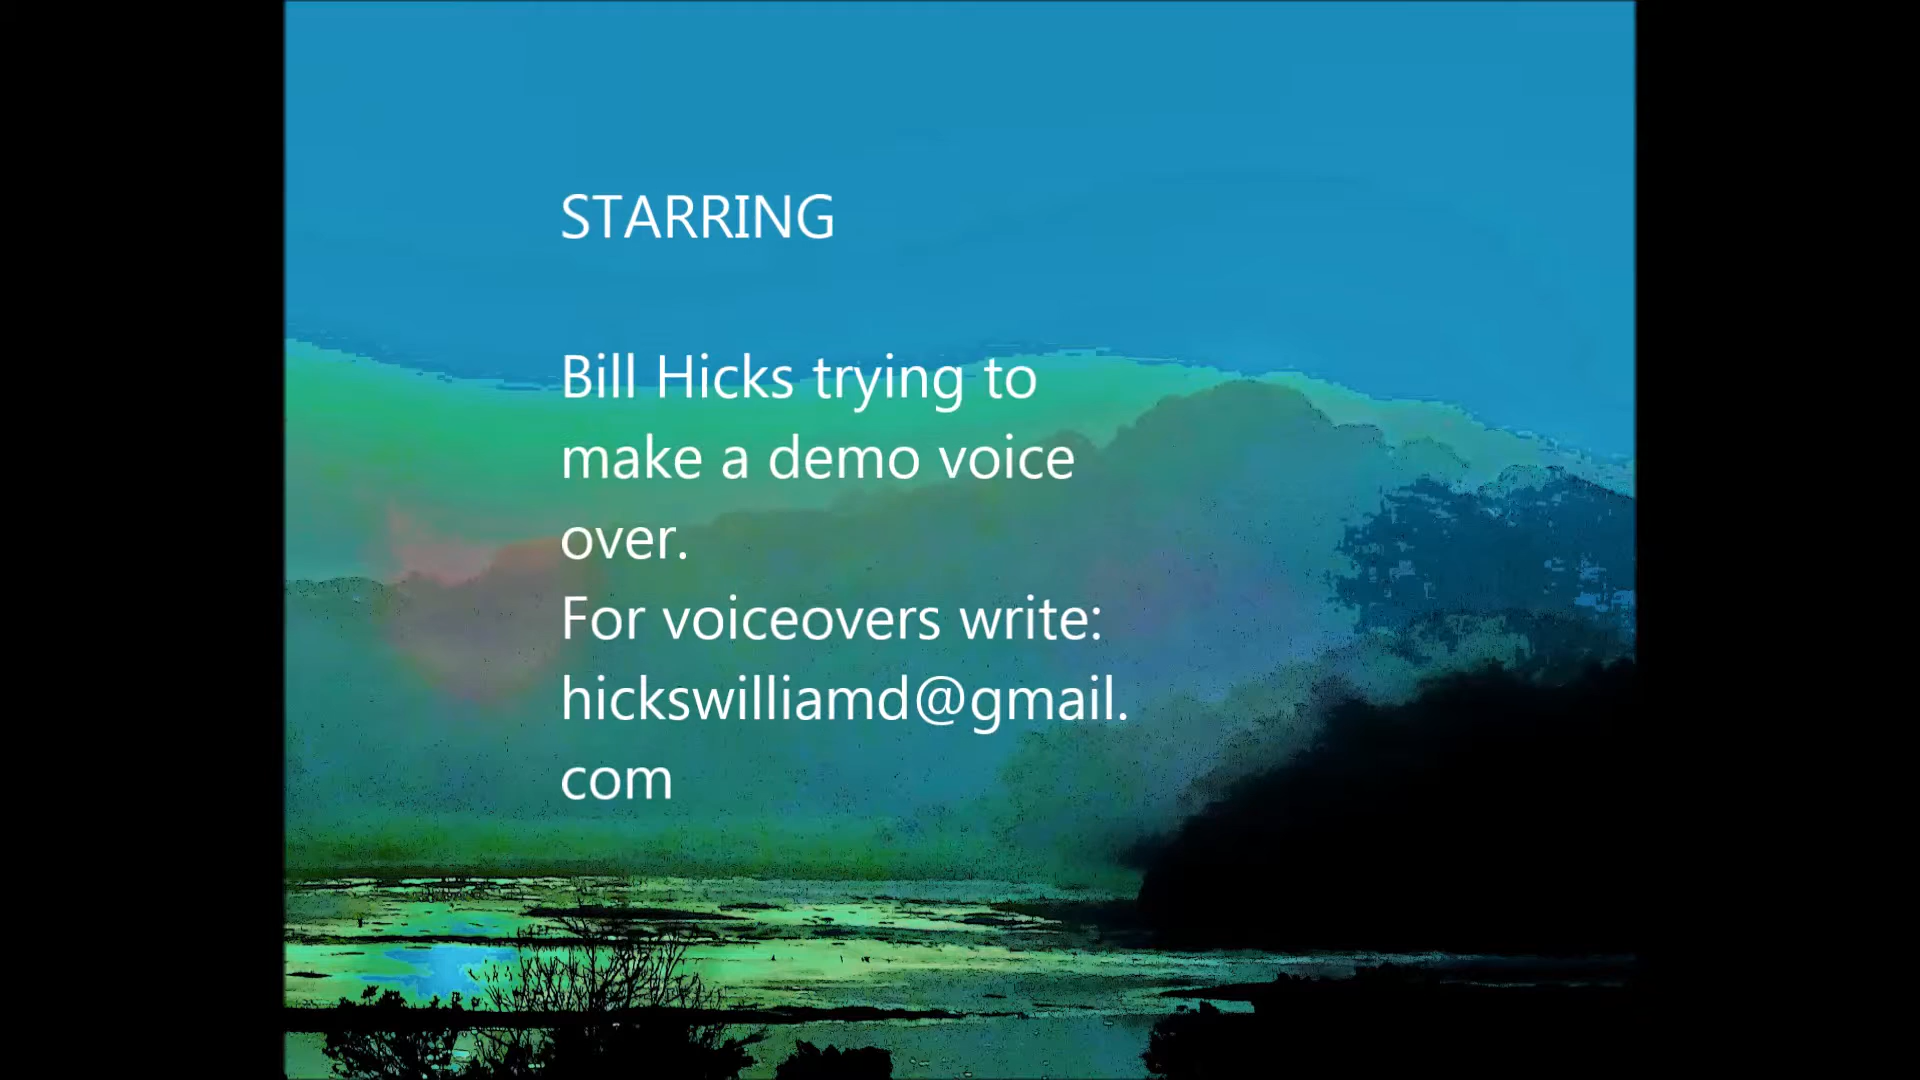 STARRING
Bill Hicks trying to
make a demo voice
over.
For voiceovers write:
hickswilliamd@gmail.
com